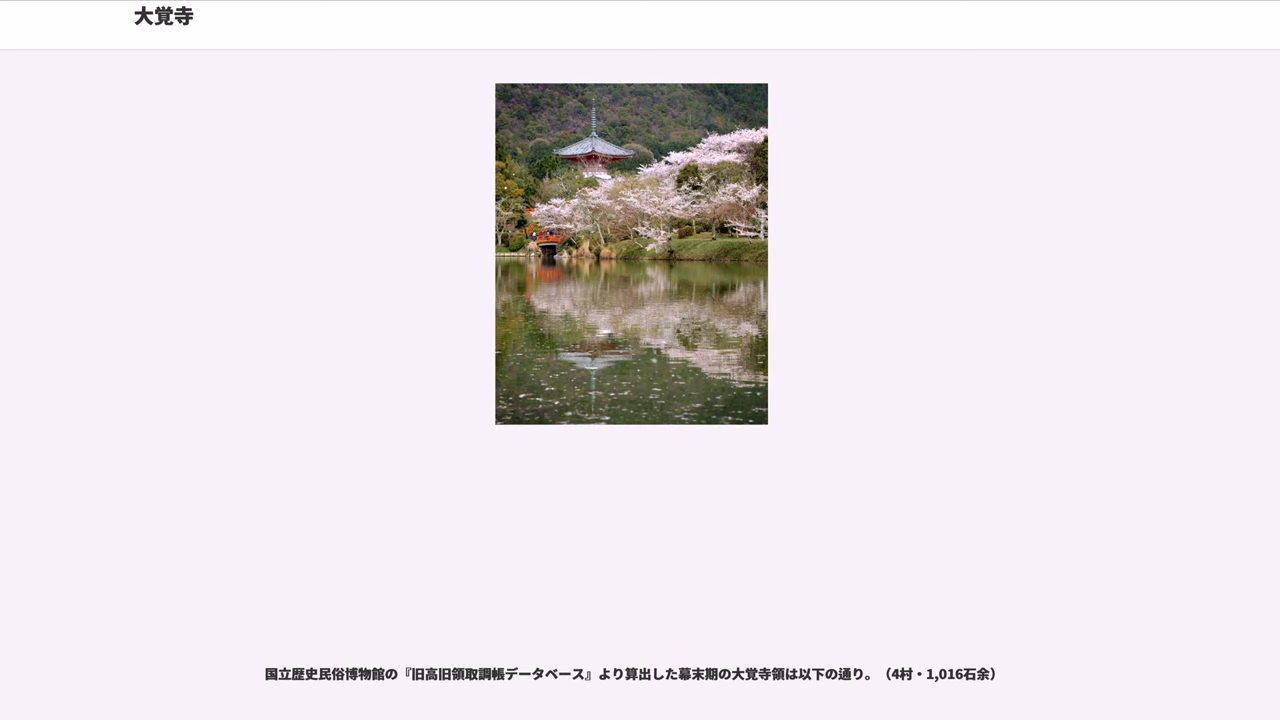 大覚寺
国立歴史民俗博物館の『旧高旧領取調帳データベース』より算出した幕末期の大覚寺領は以下の通り。（4村・1,016石余）